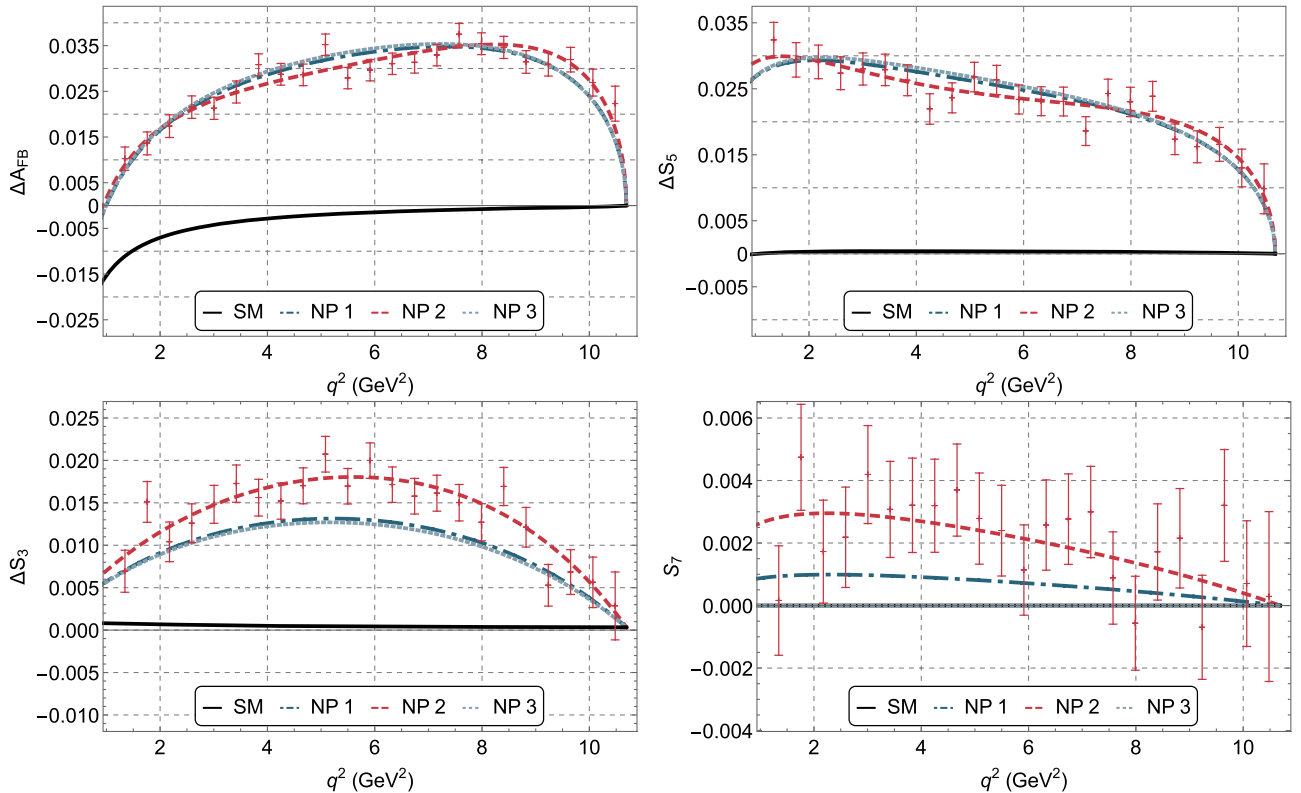 ΔA_FB
0.035
0.025
0.015
0.005
0
−0.005
−0.015
−0.025
SM NP 1 NP 2 NP 3
2 4 6 8 10
q² (GeV²)
ΔS₅
0.035
0.025
0.015
0.005
0
−0.005
SM NP 1 NP 2 NP 3
2 4 6 8 10
q² (GeV²)
ΔS₃
0.025
0.020
0.015
0.010
0.005
0.000
−0.005
−0.010
SM NP 1 NP 2 NP 3
2 4 6 8 10
q² (GeV²)
S₇
0.006
0.004
0.002
0.000
−0.002
−0.004
SM NP 1 NP 2 NP 3
2 4 6 8 10
q² (GeV²)